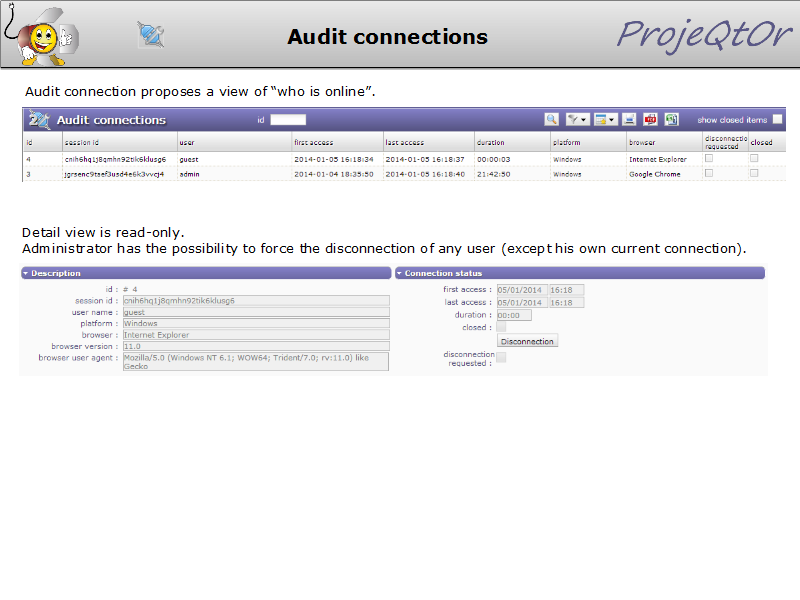 Audit connections
ProjeQtOr
Audit connection proposes a view of “who is online”.
Audit connections id show closed items
id session id user first access last access duration platform browser disconnectio requested closed
4 cnih6hq1j8qmhn92tik6klusg6 guest 2014-01-05 16:18:34 2014-01-05 16:18:37 00:00:03 Windows Internet Explorer
3 jgrsenc9tsef3usd4e6k3vvcj4 admin 2014-01-04 18:35:50 2014-01-05 16:18:40 21:42:50 Windows Google Chrome
Detail view is read-only.
Administrator has the possibility to force the disconnection of any user (except his own current connection).
Description
id : # 4
session id : cnih6hq1j8qmhn92tik6klusg6
user name : guest
platform : Windows
browser : Internet Explorer
browser version : 11.0
browser user agent : Mozilla/5.0 (Windows NT 6.1; WOW64; Trident/7.0; rv:11.0) like
Gecko
Connection status
first access : 05/01/2014 16:18
last access : 05/01/2014 16:18
duration : 00:00
closed :
Disconnection
disconnection
requested :